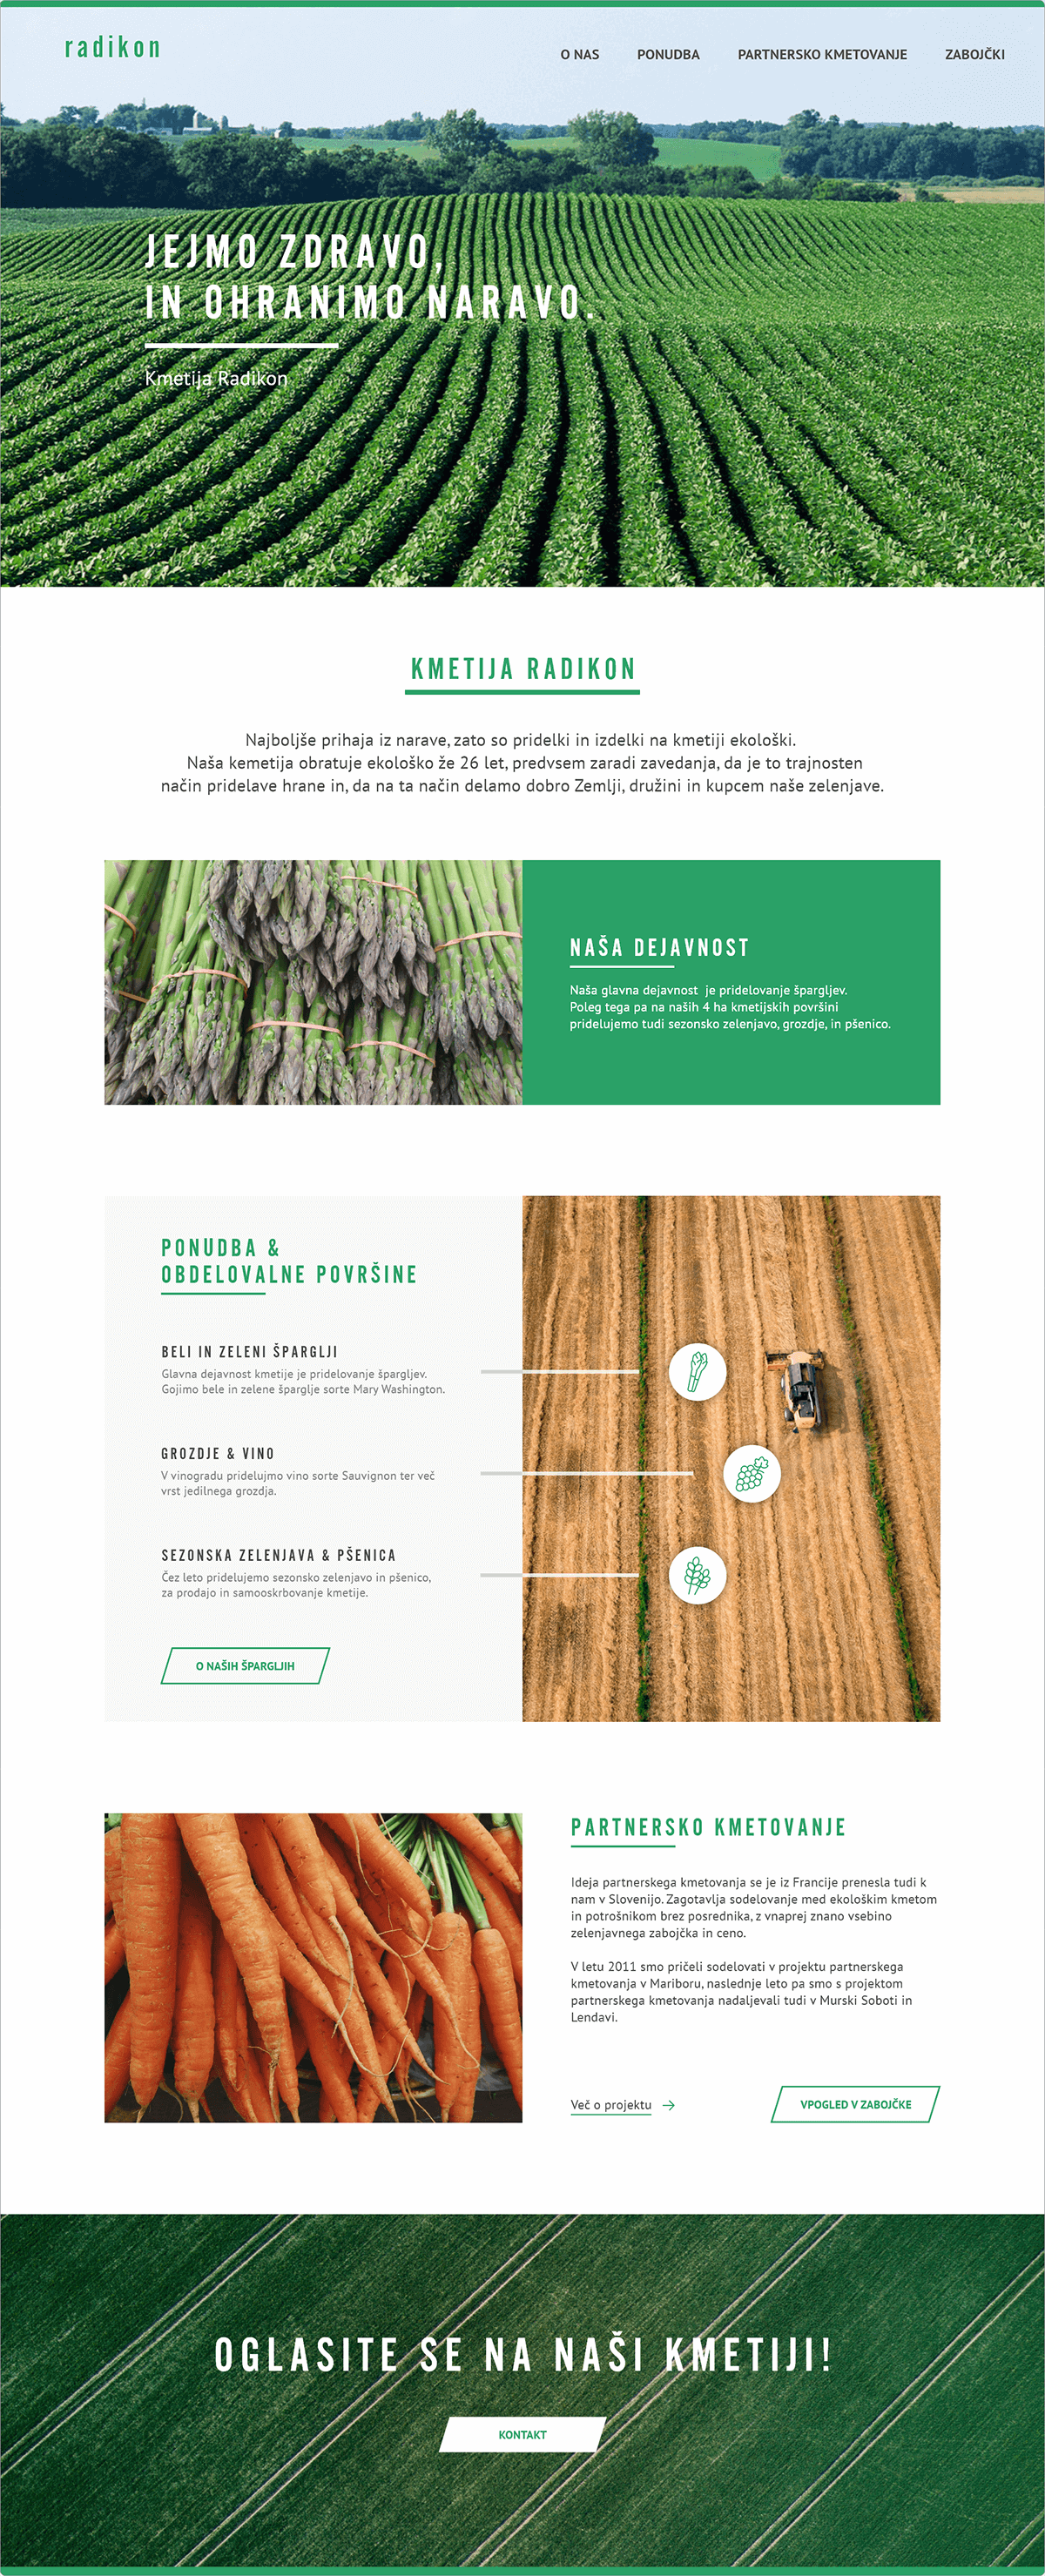 radikon
O NAS
PONUDBA
PARTNERSKO KMETOVANJE
ZABOJČKI
JEJMO ZDRAVO,
IN OHRANIMO NARAVO.
Kmetija Radikon
KMETIJA RADIKON
Najboljše prihaja iz narave, zato so pridelki in izdelki na kmetiji ekološki.
Naša kemetija obratuje ekološko že 26 let, predvsem zaradi zavedanja, da je to trajnosten
način pridelave hrane in, da na ta način delamo dobro Zemlji, družini in kupcem naše zelenjave.
NAŠA DEJAVNOST
Naša glavna dejavnost  je pridelovanje špargljev.
Poleg tega pa na naših 4 ha kmetijskih površini
pridelujemo tudi sezonsko zelenjavo, grozdje, in pšenico.
PONUDBA &
OBDELOVALNE POVRŠINE
BELI IN ZELENI ŠPARGLJI
Glavna dejavnost kmetije je pridelovanje špargljev.
Gojimo bele in zelene šparglje sorte Mary Washington.
GROZDJE & VINO
V vinogradu pridelujmo vino sorte Sauvignon ter več
vrst jedilnega grozdja.
SEZONSKA ZELENJAVA & PŠENICA
Čez leto pridelujemo sezonsko zelenjavo in pšenico,
za prodajo in samooskrbovanje kmetije.
O NAŠIH ŠPARGLJIH
PARTNERSKO KMETOVANJE
Ideja partnerskega kmetovanja se je iz Francije prenesla tudi k
nam v Slovenijo. Zagotavlja sodelovanje med ekološkim kmetom
in potrošnikom brez posrednika, z vnaprej znano vsebino
zelenjavnega zabojčka in ceno.
V letu 2011 smo pričeli sodelovati v projektu partnerskega
kmetovanja v Mariboru, naslednje leto pa smo s projektom
partnerskega kmetovanja nadaljevali tudi v Murski Soboti in
Lendavi.
Več o projektu
VPOGLED V ZABOJČKE
OGLASITE SE NA NAŠI KMETIJI!
KONTAKT